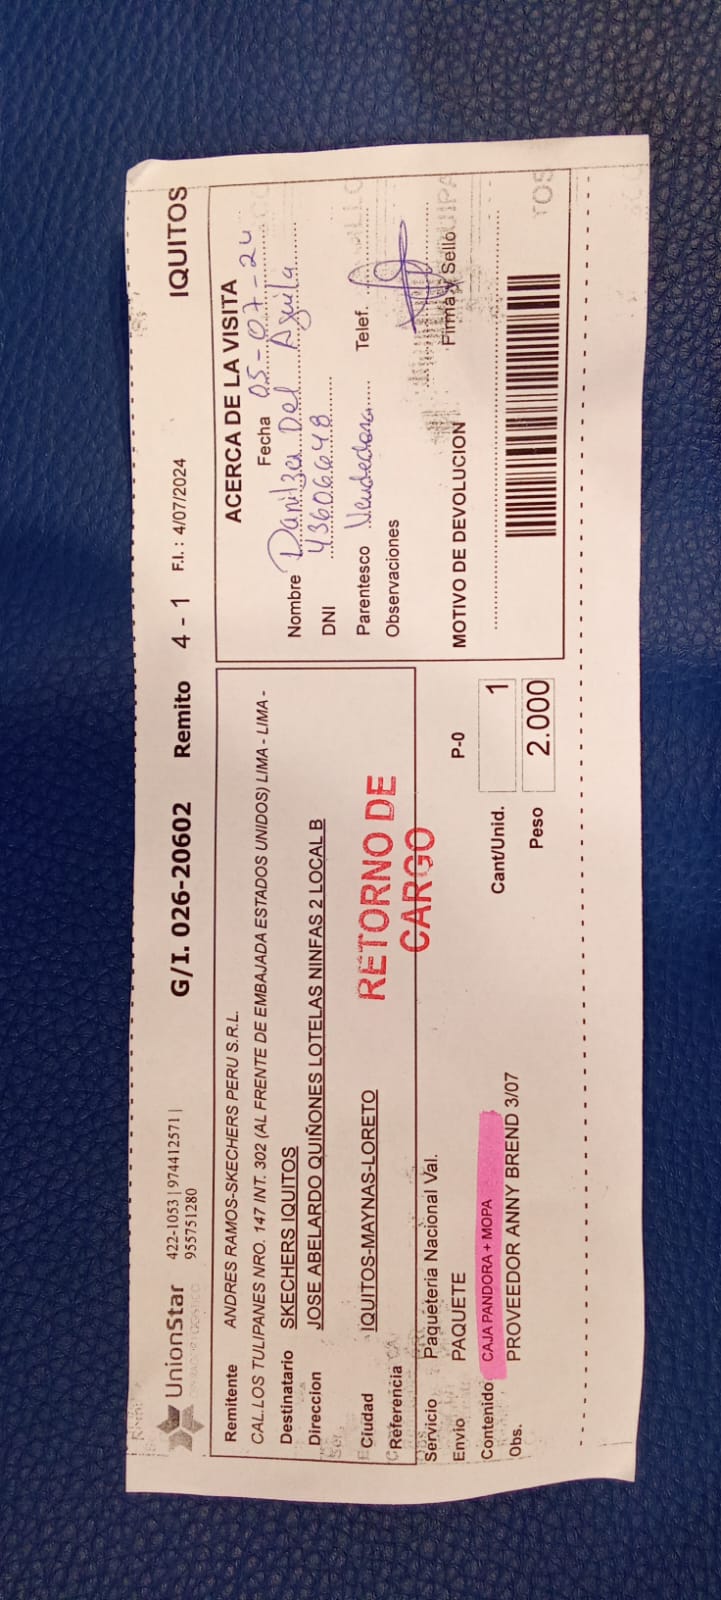 UnionStar 422-1053 | 974412571 |
955751280
G/I. 026-20602 Remito 4 - 1 F.I. : 4/07/2024 IQUITOS
Remitente ANDRES RAMOS-SKECHERS PERU S.R.L.
CAL.LOS TULIPANES NRO. 147 INT. 302 (AL FRENTE DE EMBAJADA ESTADOS UNIDOS) LIMA - LIMA -
Destinatario SKECHERS IQUITOS
Direccion JOSE ABELARDO QUIÑONES LOTELAS NINFAS 2 LOCAL B
Ciudad IQUITOS-MAYNAS-LORETO
Referencia
RETORNO DE
CARGO
Servicio Paqueteria Nacional Val.
Envio PAQUETE P-0
Contenido CAJA PANDORA + MOPA Cant/Unid. 1
Obs. PROVEEDOR ANNY BREND 3/07 Peso 2.000
ACERCA DE LA VISITA
Fecha 05-07-24
Nombre Danitza Del Aguila
DNI 43606648
Parentesco Vendedora Telef.
Observaciones
Firma y Sello
MOTIVO DE DEVOLUCION
TOS